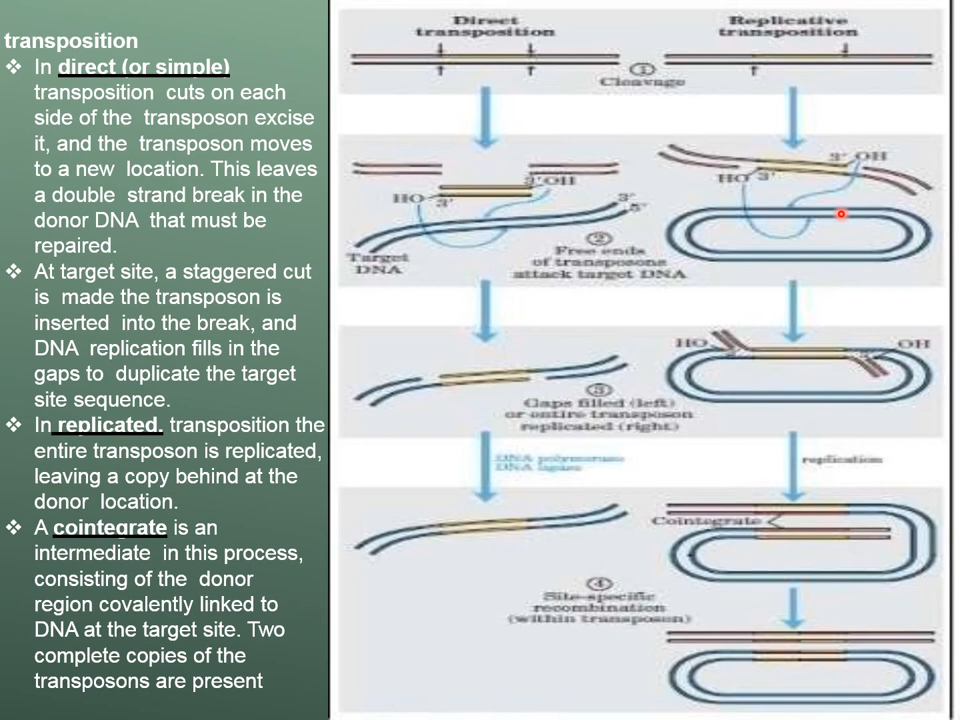 transposition
❖ In direct (or simple)
transposition cuts on each
side of the transposon excise
it, and the transposon moves
to a new location. This leaves
a double strand break in the
donor DNA that must be
repaired.
❖ At target site, a staggered cut
is made the transposon is
inserted into the break, and
DNA replication fills in the
gaps to duplicate the target
site sequence.
❖ In replicated. transposition the
entire transposon is replicated,
leaving a copy behind at the
donor location.
❖ A cointegrate is an
intermediate in this process,
consisting of the donor
region covalently linked to
DNA at the target site. Two
complete copies of the
transposons are present
Direct
transposition
Replicative
transposition
1
Cleavage
HO 3′
3′ OH
3′
5′
Target
DNA
3′ OH
HO 3′
2
Free ends
of transposons
attack target DNA
HO
OH
3
Gaps filled (left)
or entire transposon
replicated (right)
DNA polymerase
DNA ligase
replication
Cointegrate
4
Site-specific
recombination
(within transposon)